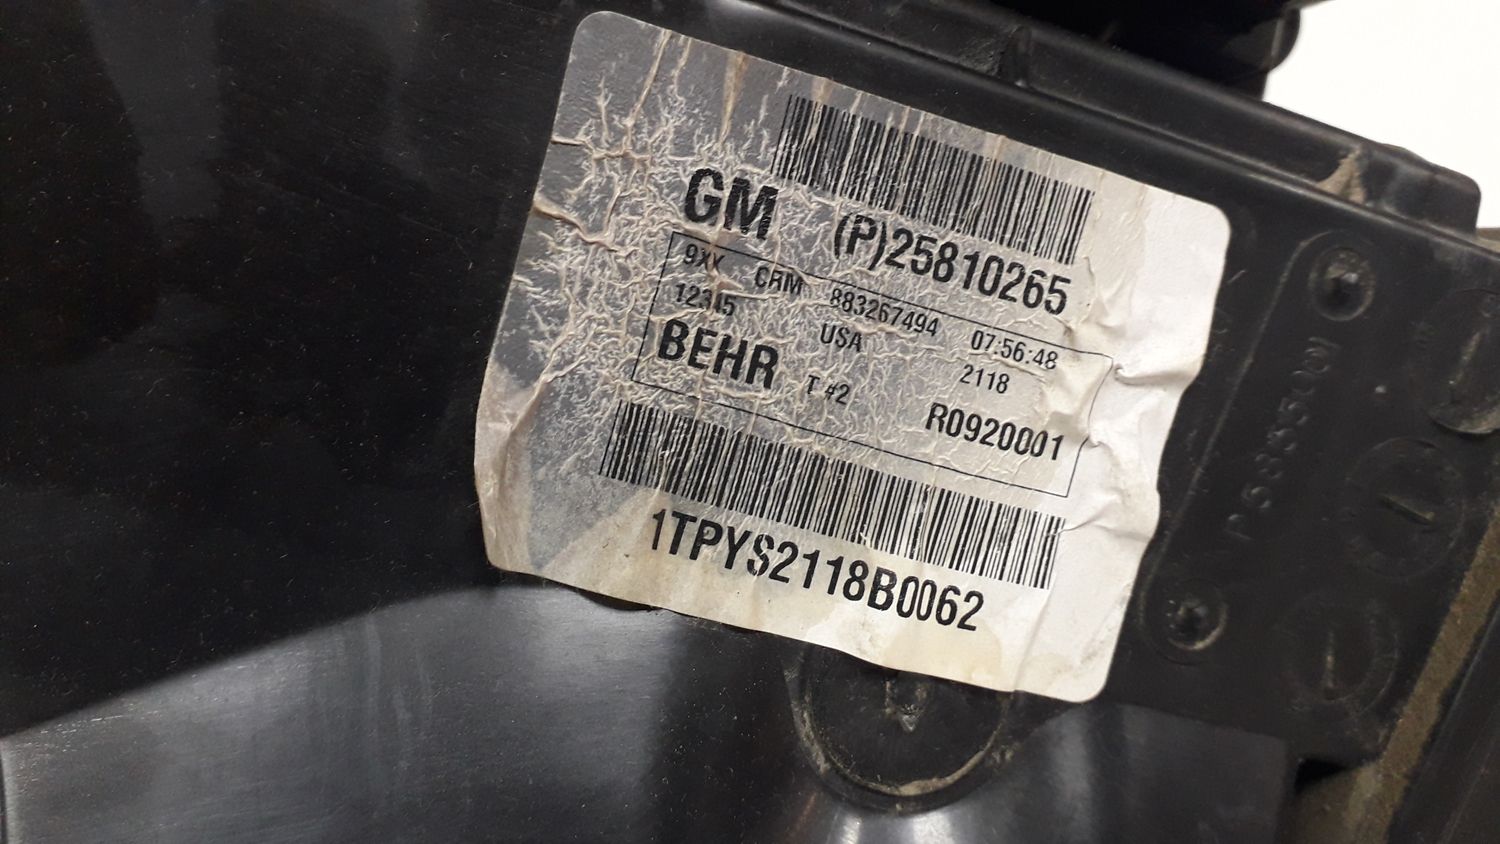 GM (P)25810265
9XX CRM 883267494 07:56:48
12345 USA 2118
BEHR T #2 R0920001
1TPYS2118B0062